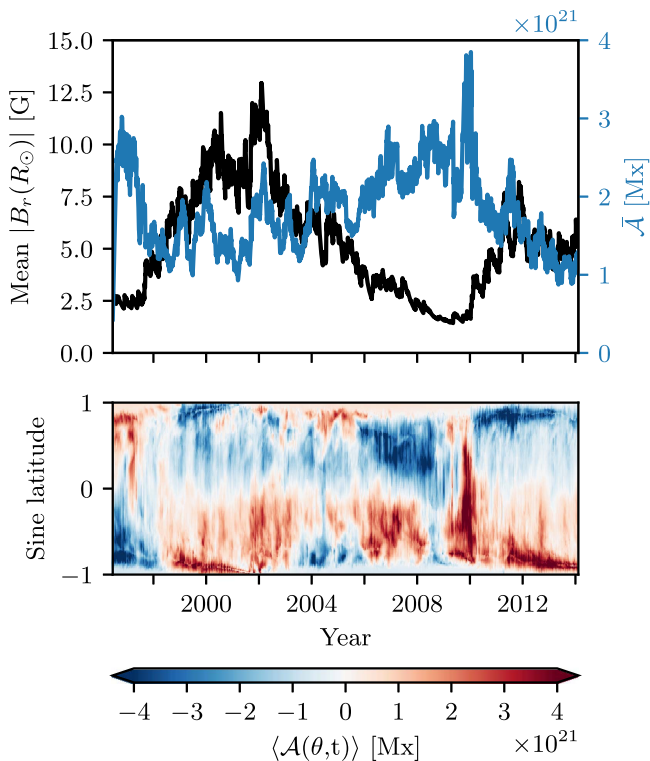 ×10²¹
Mean |B_r(R_⊙)| [G]
15.0
12.5
10.0
7.5
5.0
2.5
0.0
4
3
2
1
0
𝒜̄ [Mx]
Sine latitude
1
0
−1
2000 2004 2008 2012
Year
−4 −3 −2 −1 0 1 2 3 4
⟨𝒜(θ,t)⟩ [Mx] ×10²¹